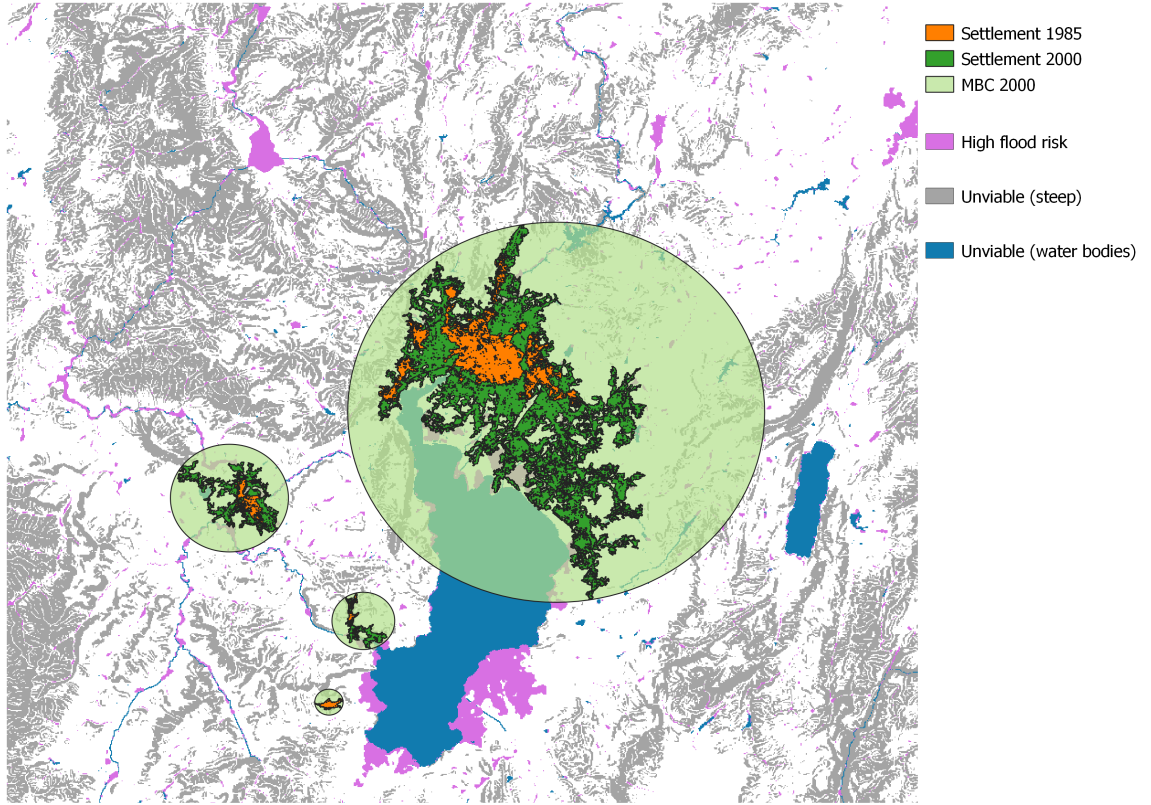 Settlement 1985
Settlement 2000
MBC 2000
High flood risk
Unviable (steep)
Unviable (water bodies)